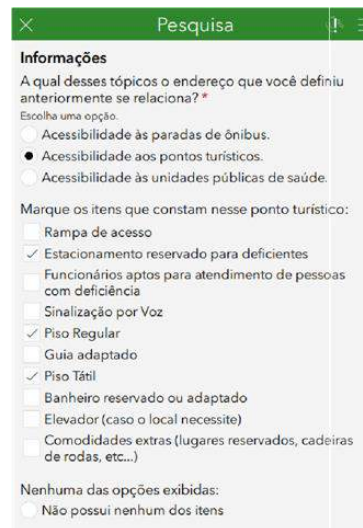 Pesquisa
Informações
A qual desses tópicos o endereço que você definiu
anteriormente se relaciona? *
Escolha uma opção.
Acessibilidade às paradas de ônibus.
Acessibilidade aos pontos turísticos.
Acessibilidade às unidades públicas de saúde.
Marque os itens que constam nesse ponto turístico:
Rampa de acesso
Estacionamento reservado para deficientes
Funcionários aptos para atendimento de pessoas
com deficiência
Sinalização por Voz
Piso Regular
Guia adaptado
Piso Tátil
Banheiro reservado ou adaptado
Elevador (caso o local necessite)
Comodidades extras (lugares reservados, cadeiras
de rodas, etc...)
Nenhuma das opções exibidas:
Não possui nenhum dos itens